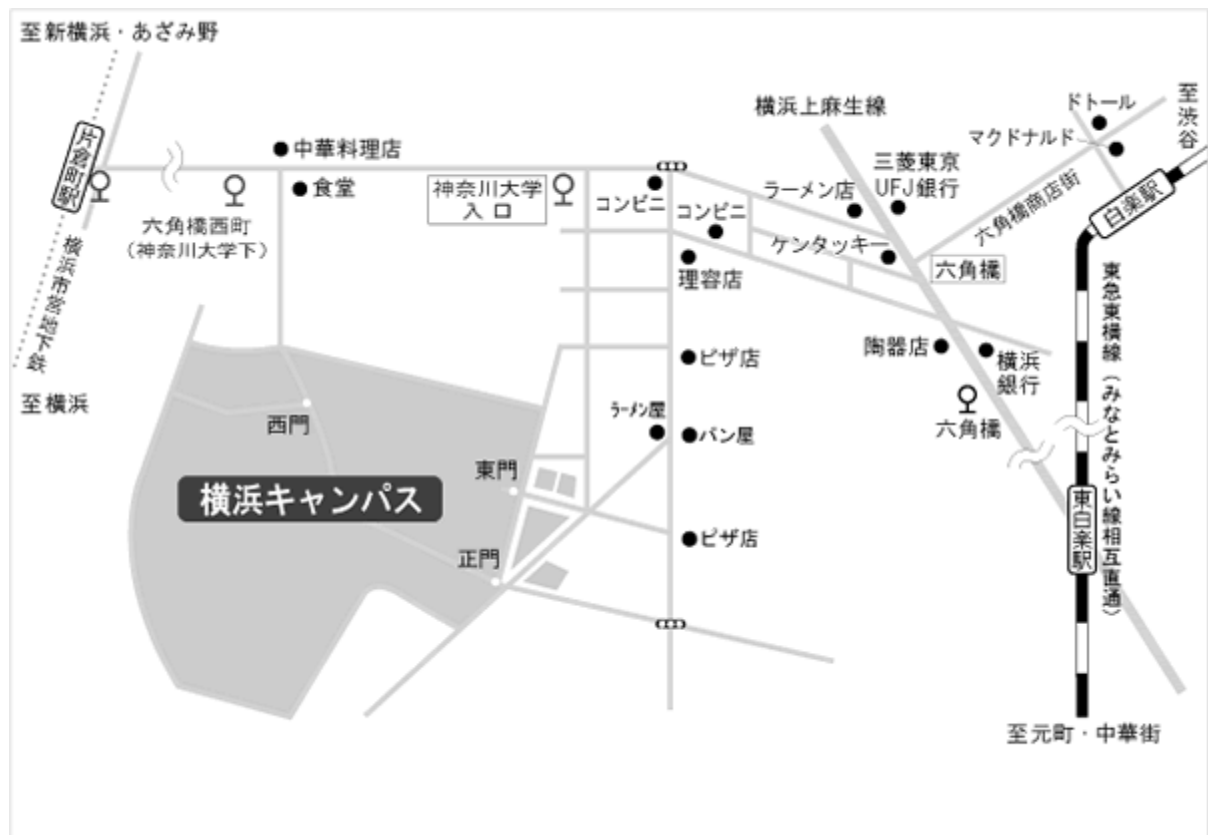 至新横浜・あざみ野
片倉町駅
横浜市営地下鉄
至横浜
中華料理店
食堂
六角橋西町
（神奈川大学下）
神奈川大学
入口
コンビニ
コンビニ
理容店
横浜上麻生線
三菱東京
UFJ銀行
ラーメン店
ケンタッキー
六角橋
ドトール
マクドナルド
六角橋商店街
至渋谷
白楽駅
東急東横線（みなとみらい線相互直通）
陶器店
横浜
銀行
六角橋
ピザ店
ラーメン屋
パン屋
西門
東門
横浜キャンパス
正門
ピザ店
東白楽駅
至元町・中華街